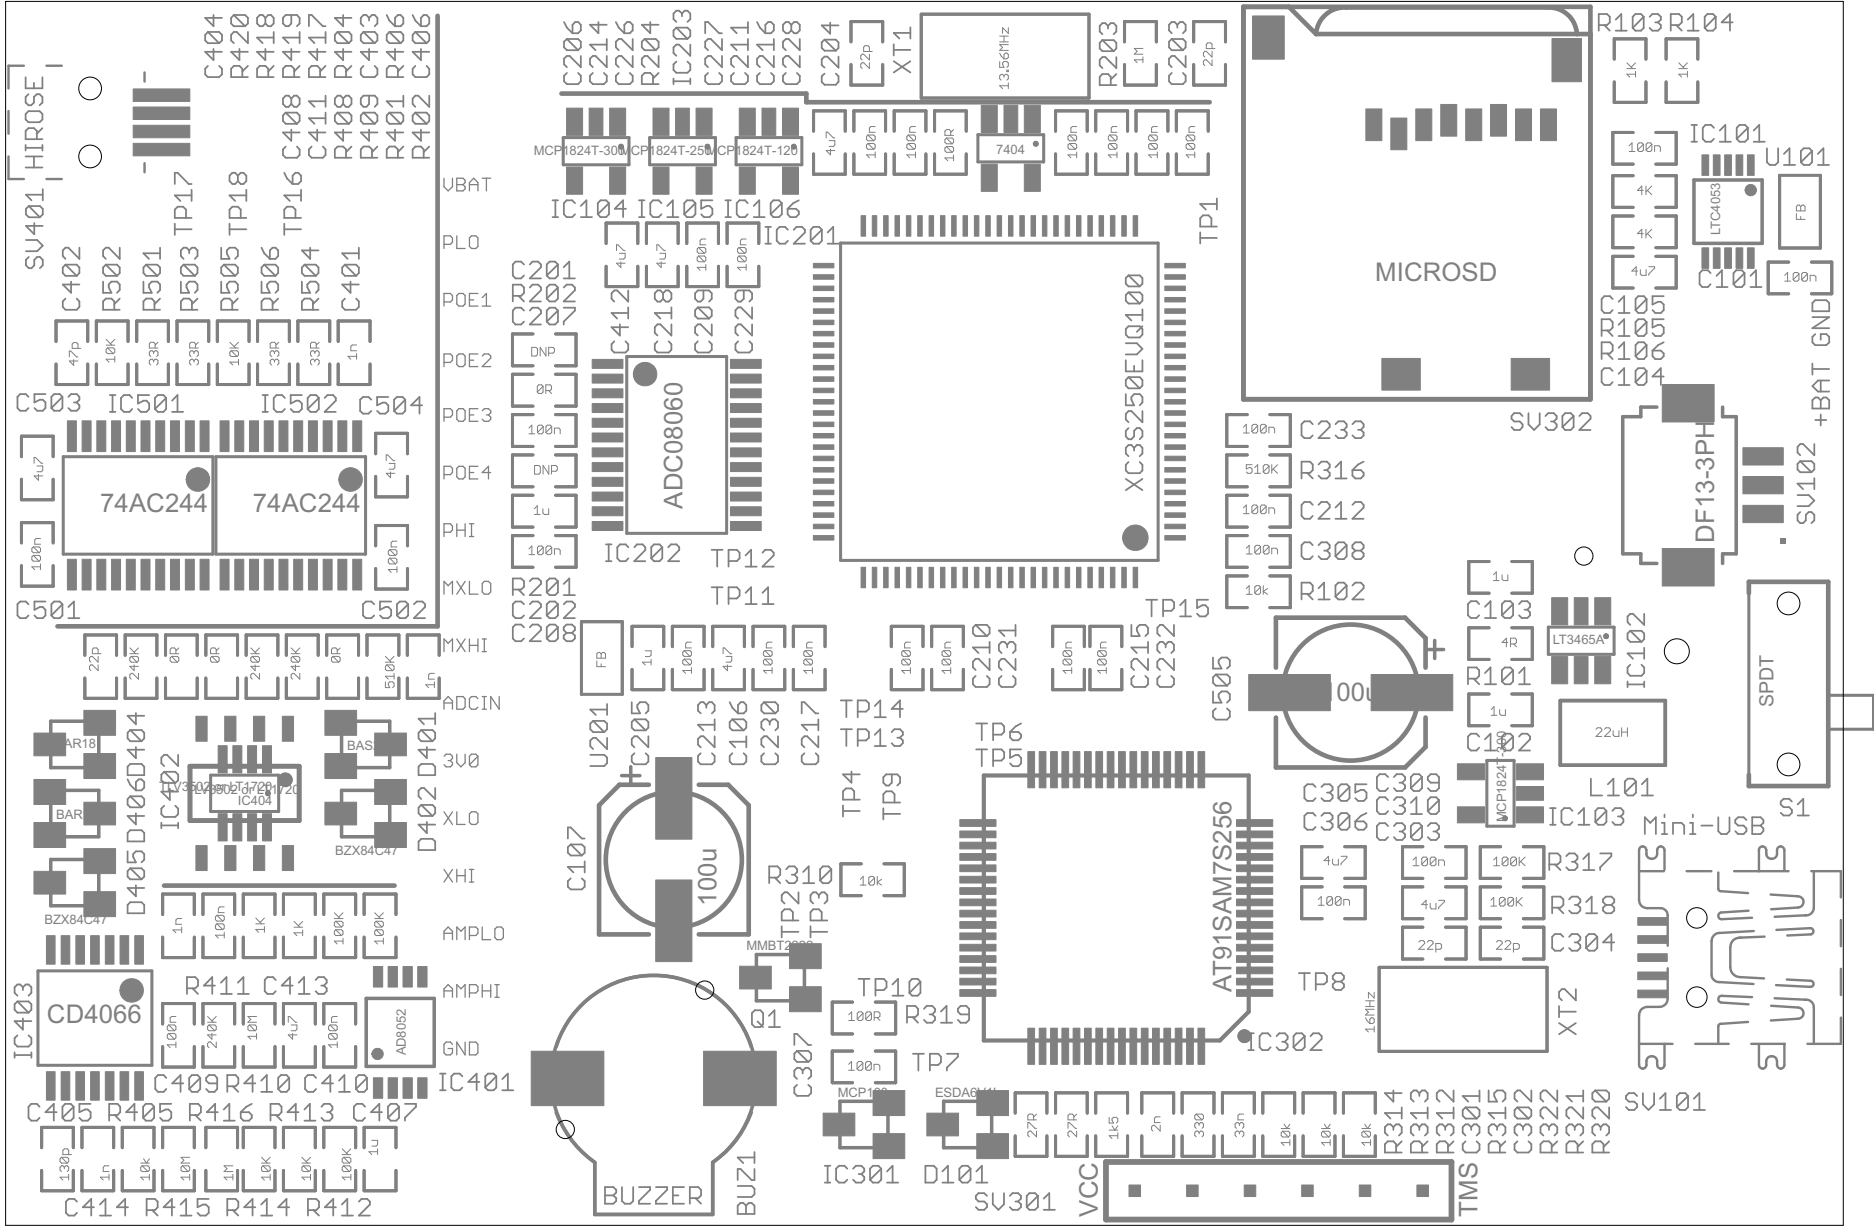 C404
R420
R418
R419
C417
R404
C403
R406
C406
C408
C411
R408
R409
R401
R402
HIROSE
SV401
TP17
TP18
TP16
C402
R502
R501
R503
R505
R506
R504
C401
47p
10K
33R
33R
10K
33R
33R
1n
C503
IC501
IC502
C504
4u7
74AC244
74AC244
4u7
100n
100n
C501
C502
VBAT
PLO
POE1
POE2
POE3
POE4
PHI
MXLO
MXHI
ADCIN
3V0
XLO
XHI
AMPLO
AMPHI
GND
22p
240K
0R
0R
240K
240K
0R
510K
1n
D404
D401
IC402
IC404
D406
D402
BZX84C47
D405
BZX84C47
1n
100n
1K
1K
100K
100K
IC403
CD4066
R411
C413
100n
240K
10M
4u7
100n
AD8052
IC401
C409
R410
C410
C405
R405
R416
R413
C407
130p
1n
10k
10M
1M
10K
10K
100K
1u
C414
R415
R414
R412
C206
C214
C226
R204
IC203
C227
C211
C216
C228
C204
22p
XT1
13.56MHz
R203
1M
C203
22p
MCP1824T-300
MCP1824T-250
MCP1824T-120
4u7
100n
100n
100R
7404
100n
100n
100n
100n
IC104
IC105
IC106
4u7
4u7
100n
100n
IC201
TP1
C201
R202
C207
C412
C218
C209
C229
DNP
0R
100n
DNP
1u
100n
ADC08060
XC3S250EVQ100
IC202
TP12
R201
TP11
C202
C208
TP15
FB
1u
100n
4u7
100n
100n
100n
100n
C210
C231
100n
100n
C215
C232
U201
C205
C213
C106
C230
C217
TP14
TP13
TP6
TP5
TP4
TP9
C107
100u
R310
10k
TP2
TP3
AT91SAM7S256
Q1
TP10
100R
R319
C307
100n
TP7
IC302
TP8
BUZZER
BUZ1
IC301
D101
27R
27R
1k5
2n
330
33n
10k
10k
10k
R314
R313
R312
C301
R315
C302
R322
R321
R320
SV301
VCC
TMS
MICROSD
SV302
R103
R104
1K
1K
100n
IC101
U101
4K
LTC4053
FB
4K
4u7
C101
100n
C105
R105
R106
C104
GND
+BAT
100n
C233
510K
R316
100n
C212
100n
C308
10k
R102
DF13-3PH
SV102
1u
C103
4R
LT3465A
IC102
R101
C505
1u
C102
22uH
L101
SPDT
S1
C305
C309
C310
C306
C303
IC103
Mini-USB
4u7
100n
100K
R317
100n
4u7
100K
R318
22p
22p
C304
16MHz
XT2
SV101